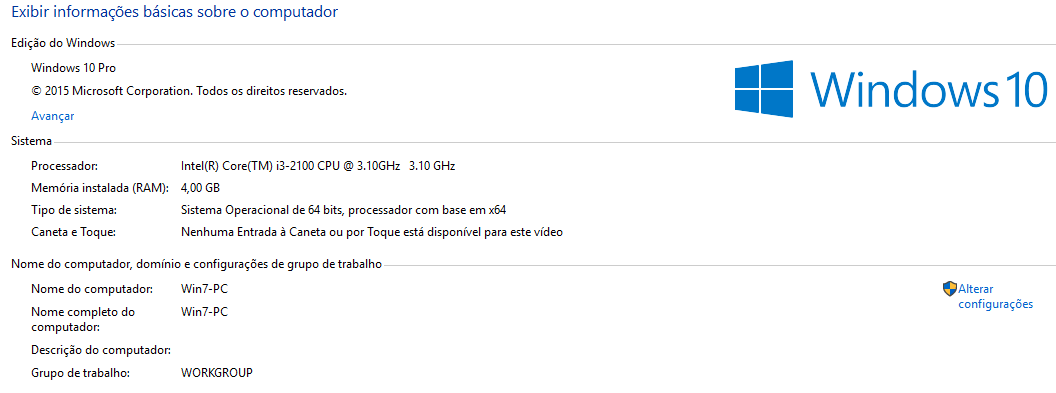 Exibir informações básicas sobre o computador
Edição do Windows
Windows 10 Pro
© 2015 Microsoft Corporation. Todos os direitos reservados.
Avançar
Windows 10
Sistema
Processador: Intel(R) Core(TM) i3-2100 CPU @ 3.10GHz 3.10 GHz
Memória instalada (RAM): 4,00 GB
Tipo de sistema: Sistema Operacional de 64 bits, processador com base em x64
Caneta e Toque: Nenhuma Entrada à Caneta ou por Toque está disponível para este vídeo
Nome do computador, domínio e configurações de grupo de trabalho
Nome do computador: Win7-PC
Alterar
configurações
Nome completo do
computador: Win7-PC
Descrição do computador:
Grupo de trabalho: WORKGROUP